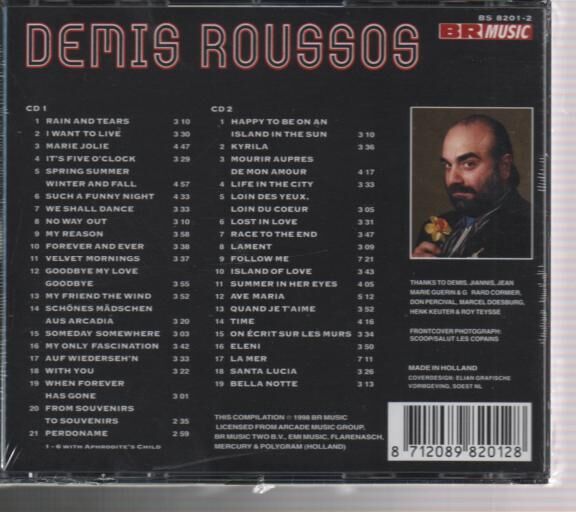 BS 8201-2
DEMIS ROUSSOS
BR MUSIC
CD 1
1 RAIN AND TEARS 3 10
2 I WANT TO LIVE 3 30
3 MARIE JOLIE 4 47
4 IT'S FIVE O'CLOCK 3 29
5 SPRING SUMMER
WINTER AND FALL 4 57
6 SUCH A FUNNY NIGHT 4 33
7 WE SHALL DANCE 3 33
8 NO WAY OUT 3 10
9 MY REASON 3 58
10 FOREVER AND EVER 3 38
11 VELVET MORNINGS 3 37
12 GOODBYE MY LOVE
GOODBYE 3 55
13 MY FRIEND THE WIND 3 52
14 SCHÖNES MÄDSCHEN
AUS ARCADIA 3 20
15 SOMEDAY SOMEWHERE 3 03
16 MY ONLY FASCINATION 3 42
17 AUF WIEDERSEH'N 3 33
18 WITH YOU 3 22
19 WHEN FOREVER
HAS GONE 3 01
20 FROM SOUVENIRS
TO SOUVENIRS 2 35
21 PERDONAME 2 59
1 - 6 WITH APHRODITE'S CHILD
CD 2
1 HAPPY TO BE ON AN
ISLAND IN THE SUN 3 10
2 KYRILA 3 36
3 MOURIR AUPRES
DE MON AMOUR 4 17
4 LIFE IN THE CITY 3 33
5 LOIN DES YEUX,
LOIN DU COEUR 3 05
6 LOST IN LOVE 3 31
7 RACE TO THE END 3 47
8 LAMENT 3 09
9 FOLLOW ME 7 21
10 ISLAND OF LOVE 3 43
11 SUMMER IN HER EYES 4 05
12 AVE MARIA 5 12
13 QUAND JE T'AIME 3 52
14 TIME 4 16
15 ON ÉCRIT SUR LES MURS 3 34
16 ELENI 3 50
17 LA MER 7 11
18 SANTA LUCIA 3 26
19 BELLA NOTTE 3 13
THIS COMPILATION ℗ 1998 BR MUSIC
LICENSED FROM ARCADE MUSIC GROUP,
BR MUSIC TWO B.V., EMI MUSIC, FLARENASCH,
MERCURY & POLYGRAM (HOLLAND)
THANKS TO DEMIS, JIANNIS, JEAN
MARIE GUERIN & G RARD CORMIER,
DON PERCIVAL, MARCEL DOESBURG,
HENK KEUTER & ROY TEYSSE
FRONTCOVER PHOTOGRAPH:
SCOOP/SALUT LES COPAINS
MADE IN HOLLAND
COVERDESIGN: ELIAN GRAFISCHE
VORMGEVING, SOEST NL
8 712089 820128